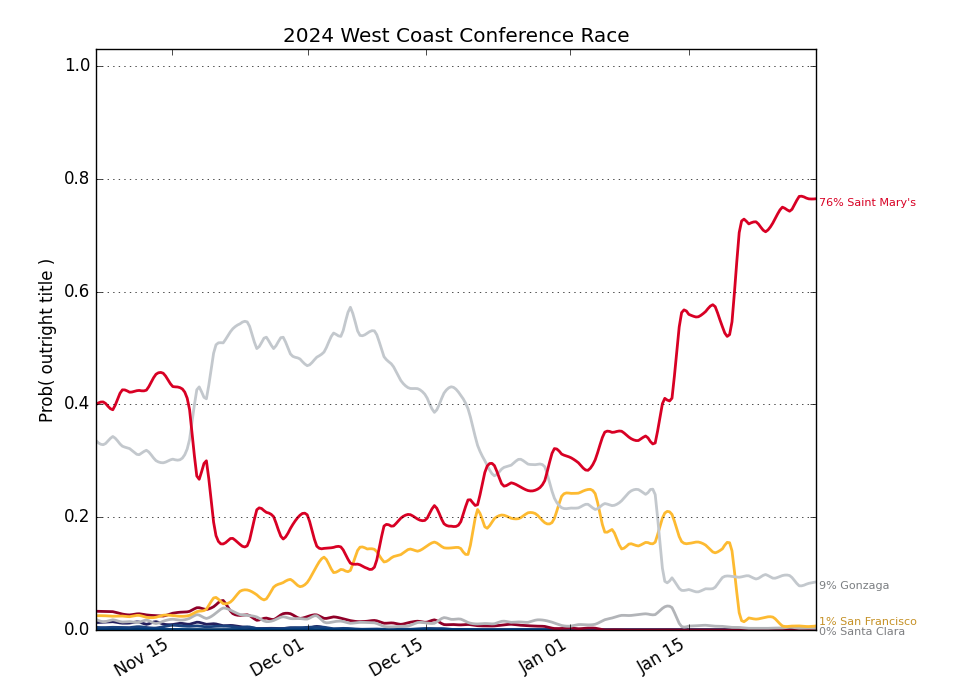 2024 West Coast Conference Race
Prob( outright title )
1.0
0.8
0.6
0.4
0.2
0.0
Nov 15
Dec 01
Dec 15
Jan 01
Jan 15
76% Saint Mary's
9% Gonzaga
1% San Francisco
0% Santa Clara